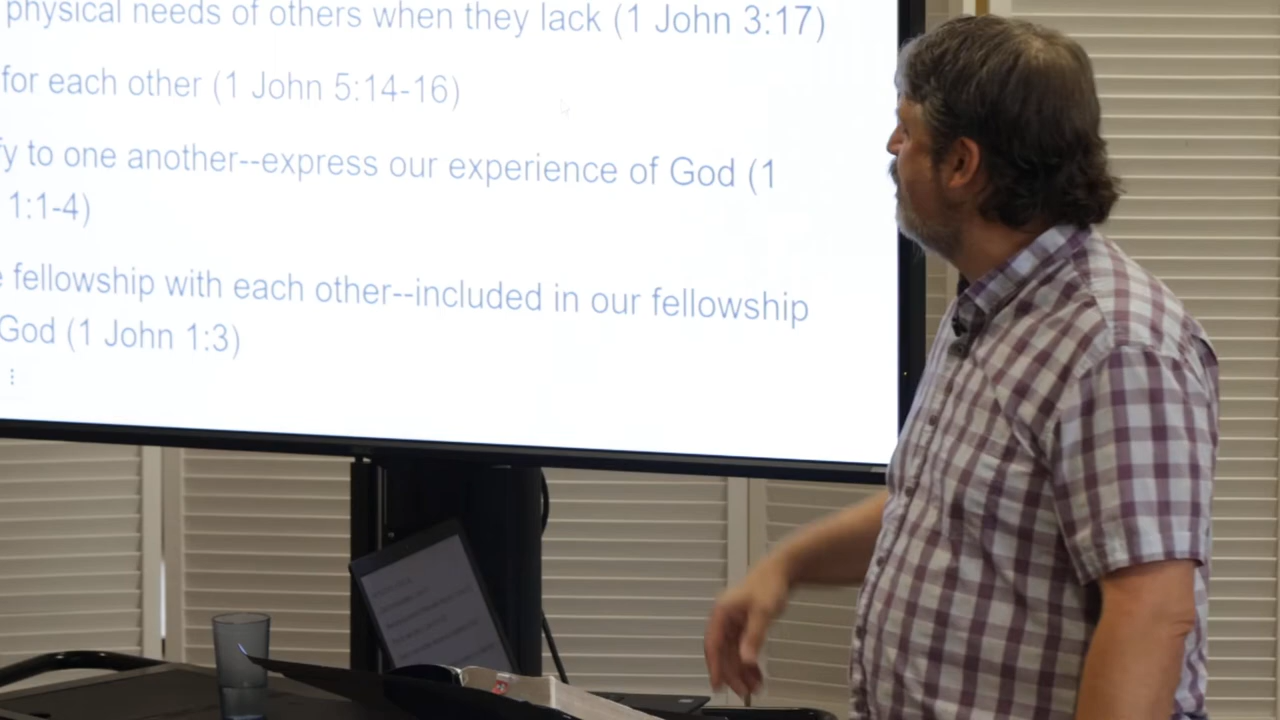 physical needs of others when they lack (1 John 3:17)
for each other (1 John 5:14-16)
fy to one another--express our experience of God (1
1:1-4)
e fellowship with each other--included in our fellowship
God (1 John 1:3)